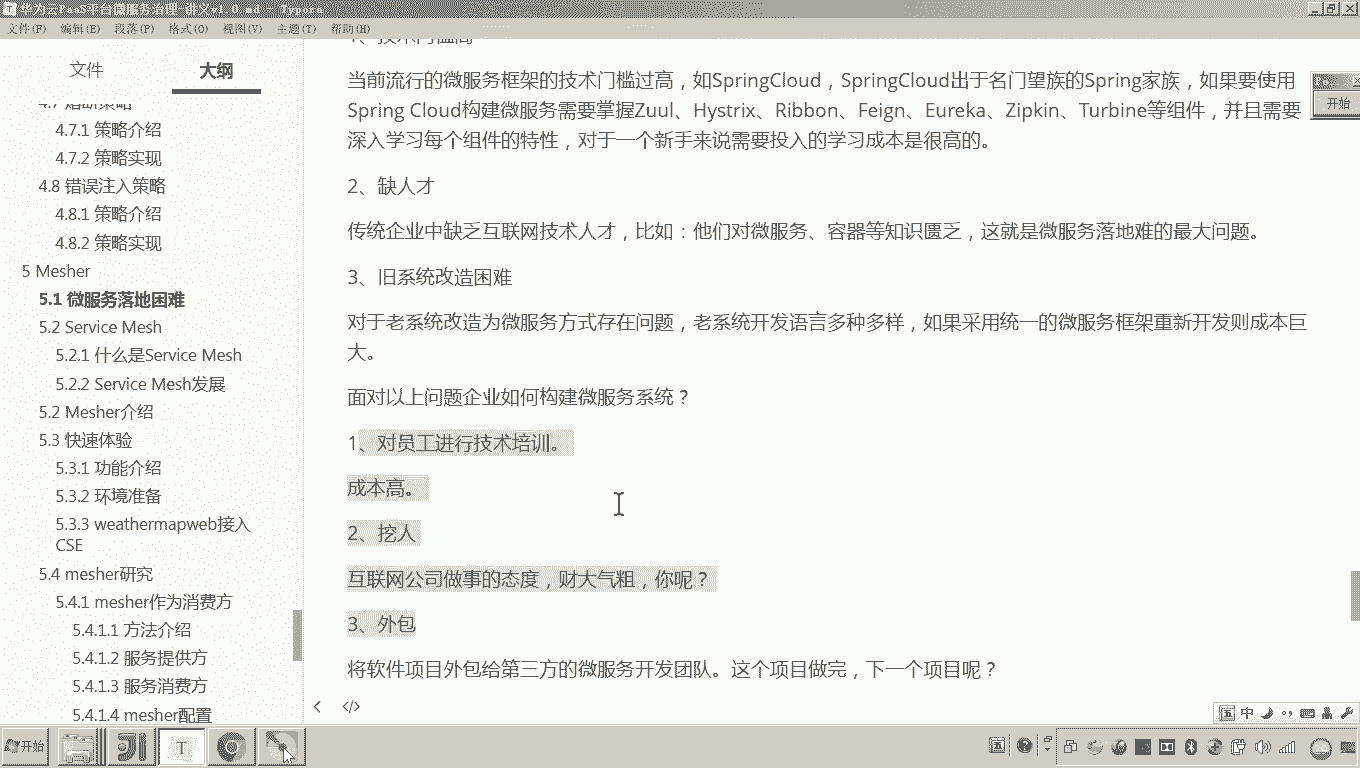 华为云PaaS平台微服务治理-讲义v1.0.md - Typora
文件(F) 编辑(E) 段落(P) 格式(O) 视图(V) 主题(T) 帮助(H)
文件 大纲
4.7 熔断策略
4.7.1 策略介绍
4.7.2 策略实现
4.8 错误注入策略
4.8.1 策略介绍
4.8.2 策略实现
5 Mesher
5.1 微服务落地困难
5.2 Service Mesh
5.2.1 什么是Service Mesh
5.2.2 Service Mesh发展
5.2 Mesher介绍
5.3 快速体验
5.3.1 功能介绍
5.3.2 环境准备
5.3.3 weathermapweb接入
CSE
5.4 mesher研究
5.4.1 mesher作为消费方
5.4.1.1 方法介绍
5.4.1.2 服务提供方
5.4.1.3 服务消费方
5.4.1.4 mesher配置
1、技术门槛高
当前流行的微服务框架的技术门槛过高，如SpringCloud，SpringCloud出于名门望族的Spring家族，如果要使用
Spring Cloud构建微服务需要掌握Zuul、Hystrix、Ribbon、Feign、Eureka、Zipkin、Turbine等组件，并且需要
深入学习每个组件的特性，对于一个新手来说需要投入的学习成本是很高的。
2、缺人才
传统企业中缺乏互联网技术人才，比如：他们对微服务、容器等知识匮乏，这就是微服务落地难的最大问题。
3、旧系统改造困难
对于老系统改造为微服务方式存在问题，老系统开发语言多种多样，如果采用统一的微服务框架重新开发则成本巨
大。
面对以上问题企业如何构建微服务系统？
1、对员工进行技术培训。
成本高。
2、挖人
互联网公司做事的态度，财大气粗，你呢？
3、外包
将软件项目外包给第三方的微服务开发团队。这个项目做完，下一个项目呢？
开始
中
开始